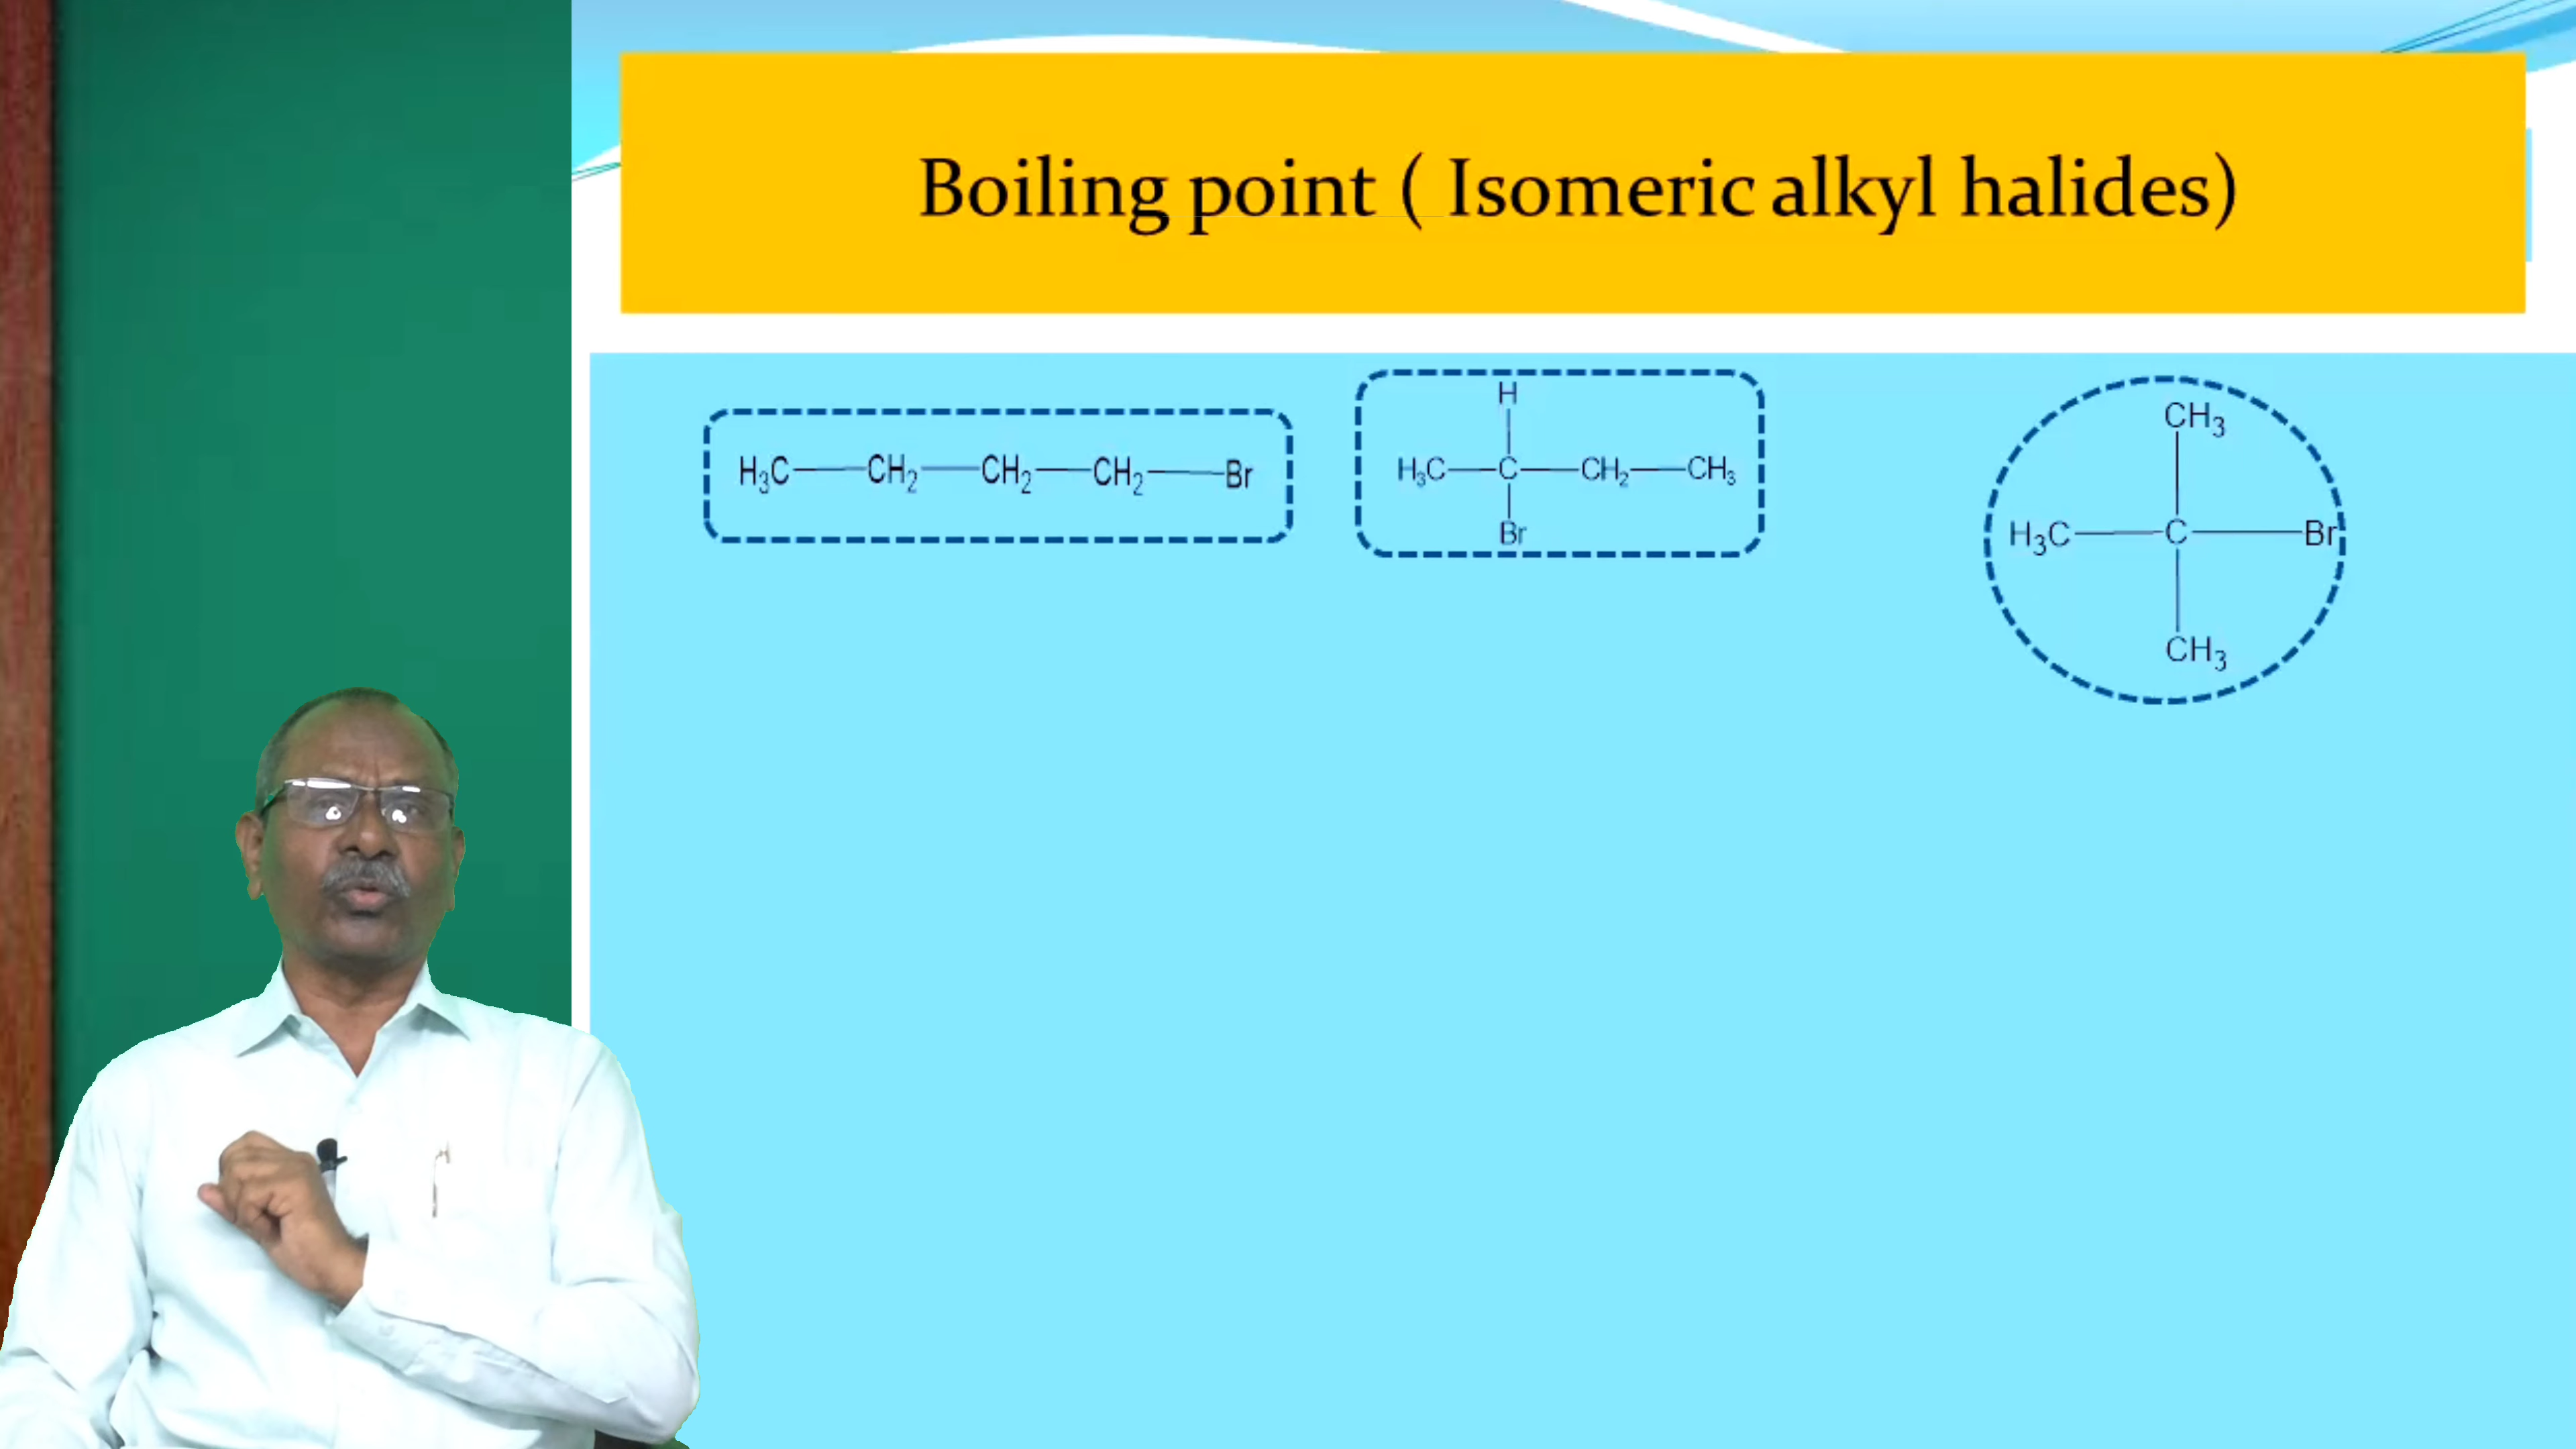 Boiling point ( Isomeric alkyl halides)
H₃C—CH₂—CH₂—CH₂—Br
H
H₃C—C—CH₂—CH₃
Br
CH₃
H₃C—C—Br
CH₃